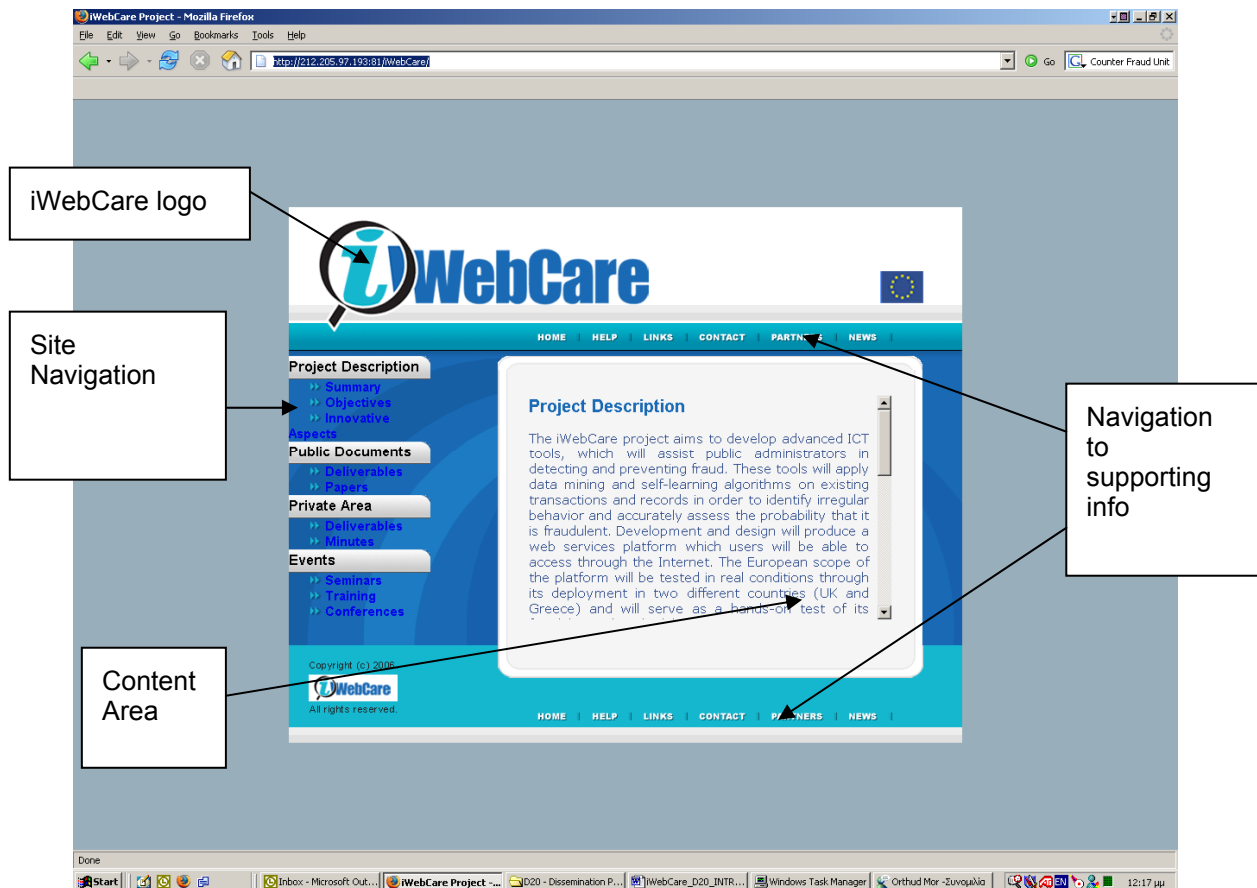 iWebCare Project - Mozilla Firefox
File Edit View Go Bookmarks Tools Help
http://212.205.97.193:81/iWebCare/
Go
G
Counter Fraud Unit
iWebCare logo
iWebCare
HOME | HELP | LINKS | CONTACT | PARTNERS | NEWS |
Site
Navigation
Project Description
Summary
Objectives
Innovative
Aspects
Public Documents
Deliverables
Papers
Private Area
Deliverables
Minutes
Events
Seminars
Training
Conferences
Project Description
The iWebCare project aims to develop advanced ICT
tools, which will assist public administrators in
detecting and preventing fraud. These tools will apply
data mining and self-learning algorithms on existing
transactions and records in order to identify irregular
behavior and accurately assess the probability that it
is fraudulent. Development and design will produce a
web services platform which users will be able to
access through the Internet. The European scope of
the platform will be tested in real conditions through
its deployment in two different countries (UK and
Greece) and will serve as a hands-on test of its
Navigation
to
supporting
info
Content
Area
Copyright (c) 2006.
iWebCare
All rights reserved.
HOME | HELP | LINKS | CONTACT | PARTNERS | NEWS |
Done
Start
Inbox - Microsoft Out...
iWebCare Project -...
D20 - Dissemination P...
iWebCare_D20_INTR...
Windows Task Manager
Orthud Mor -Συνομιλία
EN
12:17 μμ